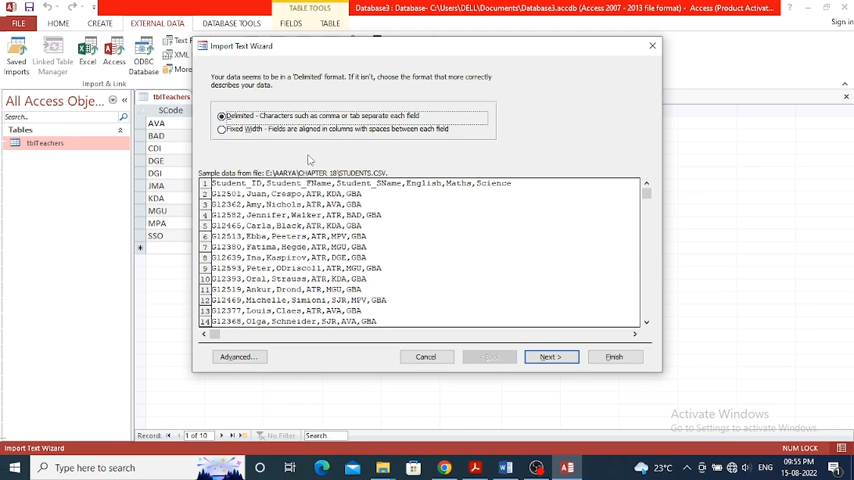 TABLE TOOLS
Database3 : Database- C:\Users\DELL\Documents\Database3.accdb (Access 2007 - 2013 file format) - Access (Product Activat...
Sign in
FILE HOME CREATE EXTERNAL DATA DATABASE TOOLS FIELDS TABLE
Saved Imports
Linked Table Manager
Excel
Access
ODBC Database
Text F
XML
More
Import & Link
All Access Obje...
Search...
Tables
tblTeachers
tblTeachers
SCode
AVA
BAD
CDI
DGE
DGI
JMA
KDA
MGU
MPA
SSO
Import Text Wizard
Your data seems to be in a 'Delimited' format. If it isn't, choose the format that more correctly
describes your data.
Delimited - Characters such as comma or tab separate each field
Fixed Width - Fields are aligned in columns with spaces between each field
Sample data from file: E:\AARYA\CHAPTER 18\STUDENTS.CSV.
1 Student_ID,Student_FName,Student_SName,English,Maths,Science
2 G12501,Juan,Crespo,ATR,KDA,GBA
3 G12362,Amy,Nichols,ATR,AVA,GBA
4 G12582,Jennifer,Walker,ATR,BAD,GBA
5 G12465,Carla,Black,ATR,KDA,GBA
6 G12513,Ebba,Peeters,ATR,MPV,GBA
7 G12380,Fatima,Hegde,ATR,MGU,GBA
8 G12639,Ina,Kaspirov,ATR,DGE,GBA
9 G12593,Peter,ODriscoll,ATR,MGU,GBA
10 G12393,Oral,Strauss,ATR,KDA,GBA
11 G12519,Ankur,Drond,ATR,MGU,GBA
12 G12469,Michelle,Simioni,SJR,MPV,GBA
13 G12377,Louis,Claes,ATR,AVA,GBA
14 G12368,Olga,Schneider,SJR,AVA,GBA
Advanced... Cancel < Back Next > Finish
Activate Windows
Go to Settings to activate Windows.
Record: 1 of 10 No Filter Search
Import Text Wizard
NUM LOCK
Type here to search
23°C
ENG
09:55 PM
15-08-2022